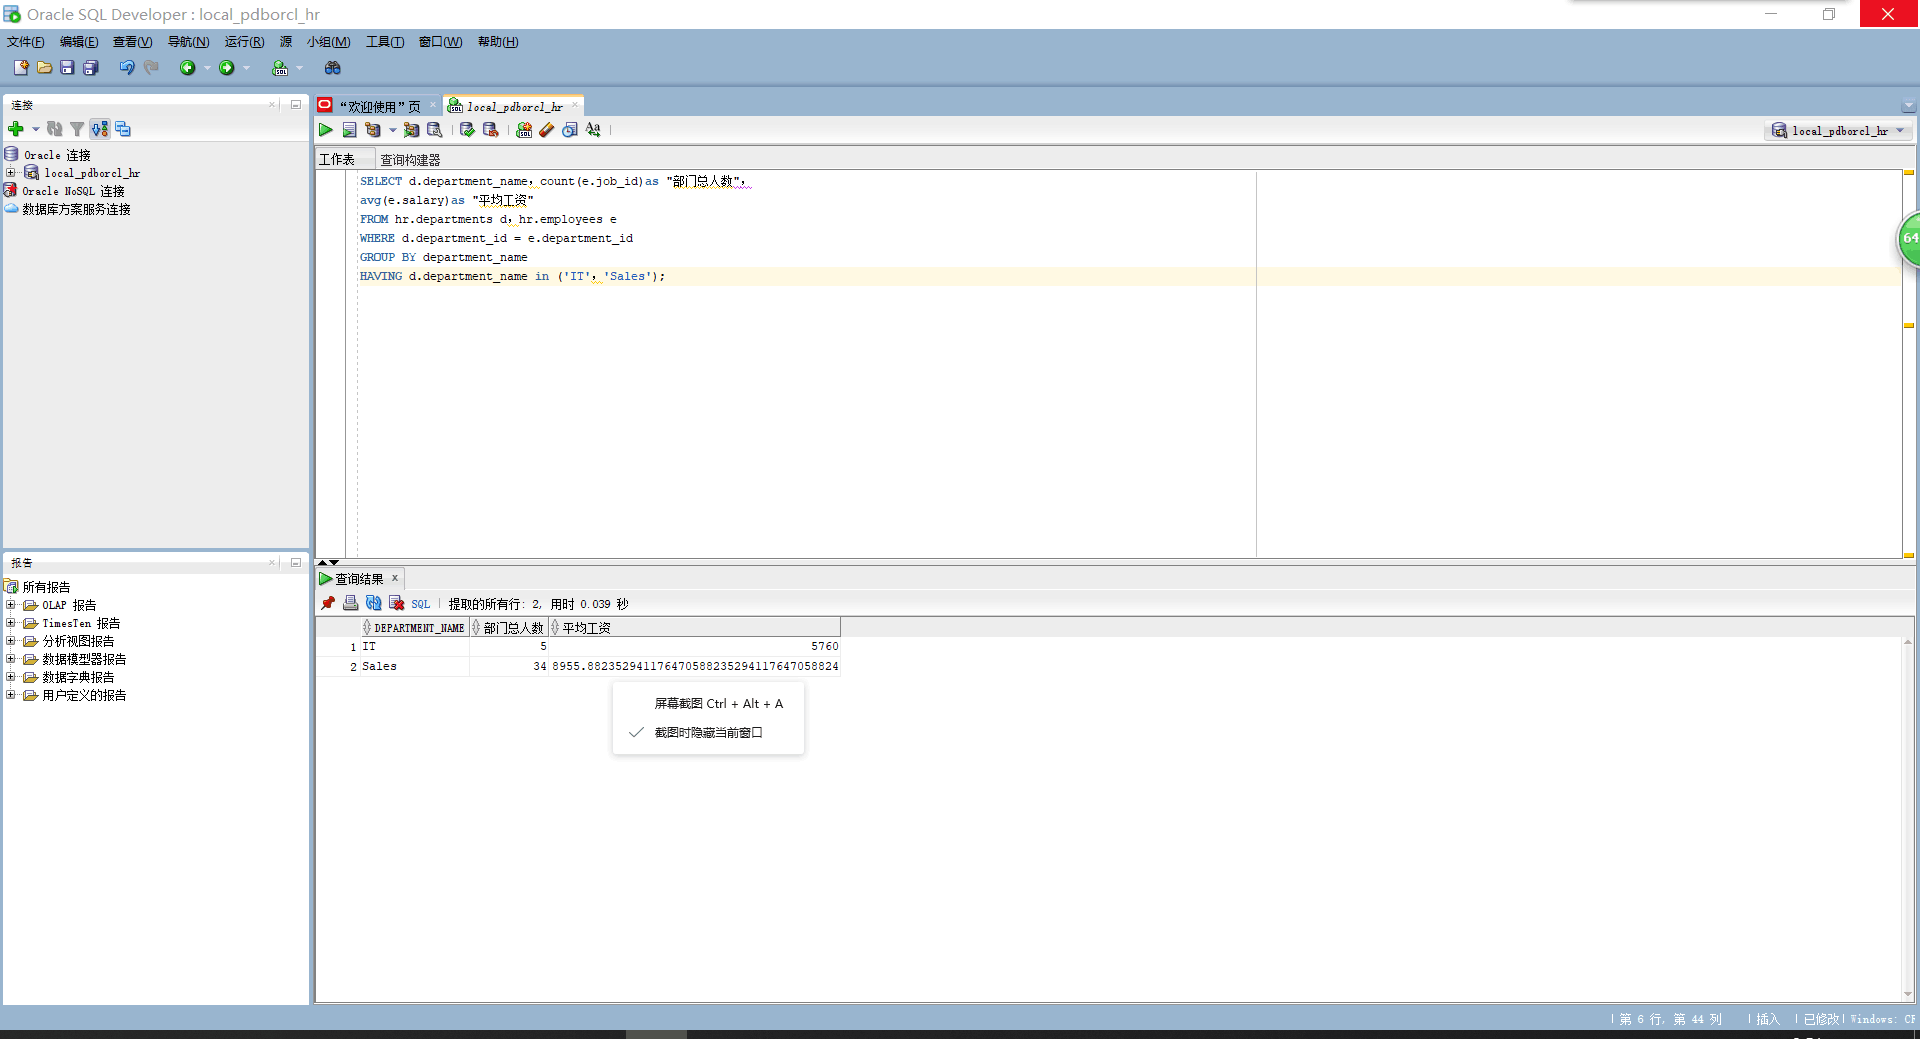 Oracle SQL Developer : local_pdborcl_hr
文件(F) 编辑(E) 查看(V) 导航(N) 运行(R) 源 小组(M) 工具(T) 窗口(W) 帮助(H)
连接
Oracle 连接
local_pdborcl_hr
Oracle NoSQL 连接
数据库方案服务连接
报告
所有报告
OLAP 报告
TimesTen 报告
分析视图报告
数据模型器报告
数据字典报告
用户定义的报告
“欢迎使用”页 local_pdborcl_hr
local_pdborcl_hr
工作表 查询构建器
SELECT d.department_name，count(e.job_id)as "部门总人数"，
avg(e.salary)as "平均工资"
FROM hr.departments d，hr.employees e
WHERE d.department_id = e.department_id
GROUP BY department_name
HAVING d.department_name in ('IT'，'Sales');
64
查询结果 x
SQL 提取的所有行: 2, 用时 0.039 秒
DEPARTMENT_NAME 部门总人数 平均工资
1 IT 5 5760
2 Sales 34 8955.88235294117647058823529411764705 8824
屏幕截图 Ctrl + Alt + A
截图时隐藏当前窗口
第 6 行, 第 44 列 插入 已修改 Windows: CF